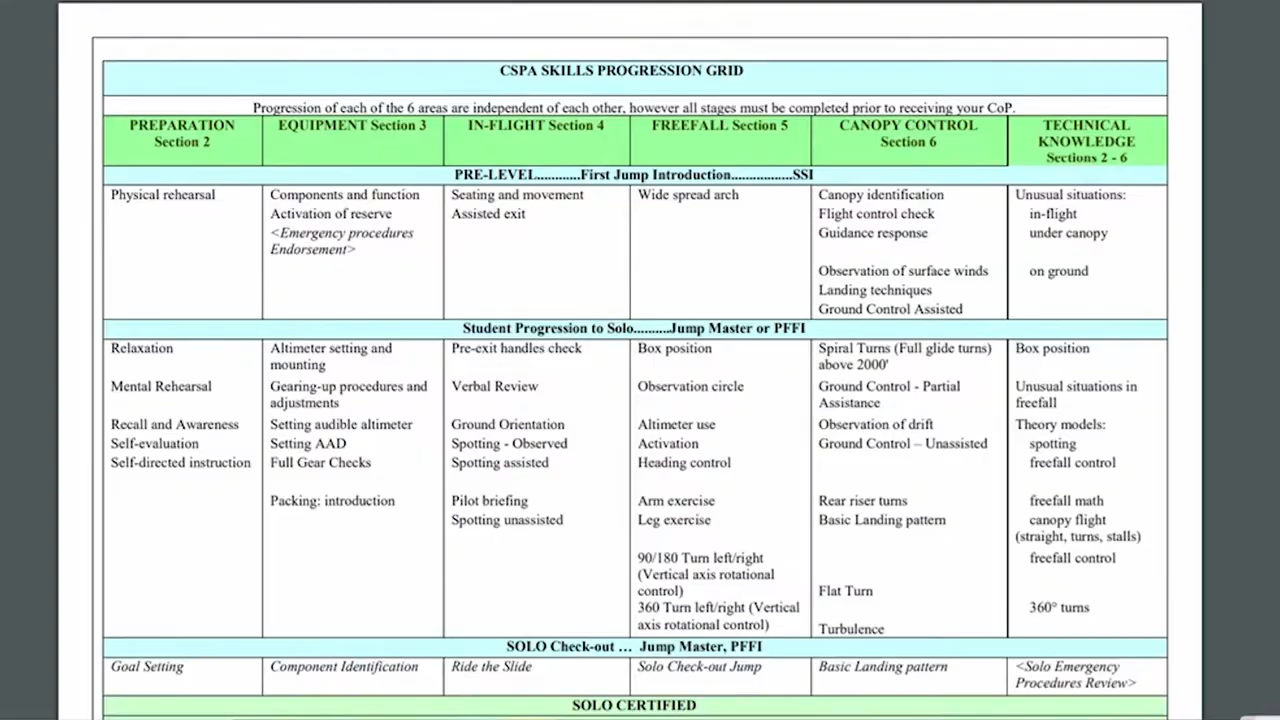 CSPA SKILLS PROGRESSION GRID
Progression of each of the 6 areas are independent of each other, however all stages must be completed prior to receiving your CoP.
PREPARATION
Section 2
EQUIPMENT Section 3
IN-FLIGHT Section 4
FREEFALL Section 5
CANOPY CONTROL
Section 6
TECHNICAL
KNOWLEDGE
Sections 2 - 6
PRE-LEVEL............First Jump Introduction.................SSI
Physical rehearsal
Components and function
Activation of reserve
<Emergency procedures
Endorsement>
Seating and movement
Assisted exit
Wide spread arch
Canopy identification
Flight control check
Guidance response
Observation of surface winds
Landing techniques
Ground Control Assisted
Unusual situations:
in-flight
under canopy
on ground
Student Progression to Solo..........Jump Master or PFFI
Relaxation
Mental Rehearsal
Recall and Awareness
Self-evaluation
Self-directed instruction
Altimeter setting and
mounting
Gearing-up procedures and
adjustments
Setting audible altimeter
Setting AAD
Full Gear Checks
Packing: introduction
Pre-exit handles check
Verbal Review
Ground Orientation
Spotting - Observed
Spotting assisted
Pilot briefing
Spotting unassisted
Box position
Observation circle
Altimeter use
Activation
Heading control
Arm exercise
Leg exercise
90/180 Turn left/right
(Vertical axis rotational
control)
360 Turn left/right (Vertical
axis rotational control)
Spiral Turns (Full glide turns)
above 2000'
Ground Control - Partial
Assistance
Observation of drift
Ground Control – Unassisted
Rear riser turns
Basic Landing pattern
Flat Turn
Turbulence
Box position
Unusual situations in
freefall
Theory models:
spotting
freefall control
freefall math
canopy flight
(straight, turns, stalls)
freefall control
360° turns
SOLO Check-out … Jump Master, PFFI
Goal Setting
Component Identification
Ride the Slide
Solo Check-out Jump
Basic Landing pattern
<Solo Emergency
Procedures Review>
SOLO CERTIFIED